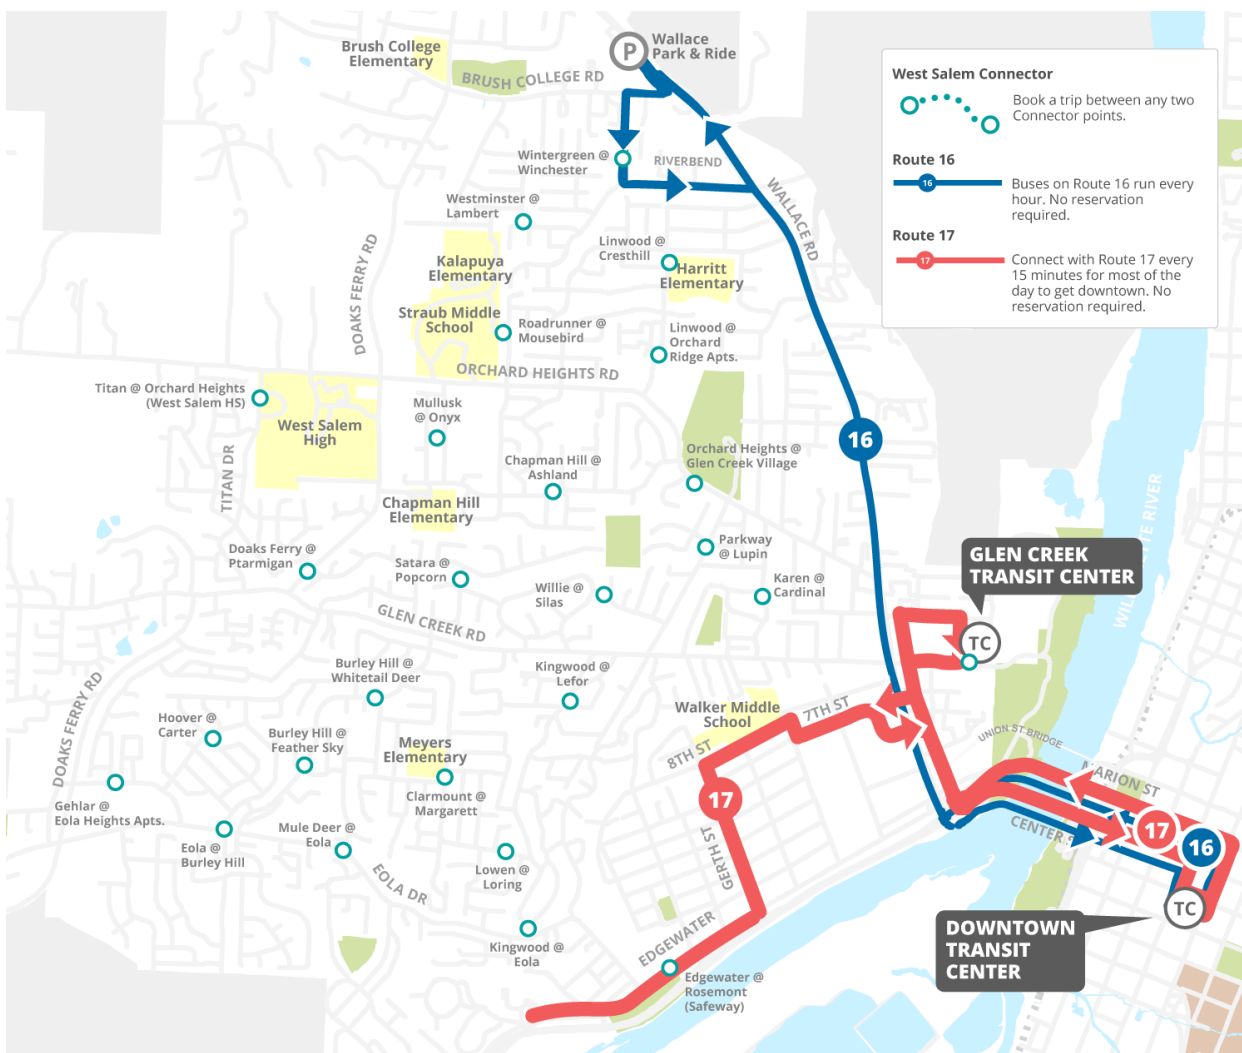 Brush College
Elementary
Wallace
Park & Ride
P
BRUSH COLLEGE RD
West Salem Connector
Book a trip between any two
Connector points.
Route 16
16
Buses on Route 16 run every
hour. No reservation
required.
Route 17
17
Connect with Route 17 every
15 minutes for most of the
day to get downtown. No
reservation required.
Wintergreen @
Winchester
RIVERBEND
WALLACE RD
Westminster @
Lambert
Linwood @
Cresthill
DOAKS FERRY RD
Kalapuya
Elementary
Harritt
Elementary
Straub Middle
School
Roadrunner @
Mousebird
Linwood @
Orchard
Ridge Apts.
ORCHARD HEIGHTS RD
Titan @ Orchard Heights
(West Salem HS)
Mullusk
@ Onyx
West Salem
High
16
Orchard Heights @
Glen Creek Village
Chapman Hill @
Ashland
TITAN DR
Chapman Hill
Elementary
WILLAMETTE RIVER
Parkway
@ Lupin
Doaks Ferry @
Ptarmigan
Satara @
Popcorn
GLEN CREEK
TRANSIT CENTER
Willie @
Silas
Karen @
Cardinal
GLEN CREEK RD
TC
Burley Hill @
Whitetail Deer
Kingwood @
Lefor
DOAKS FERRY RD
Walker Middle
School
7TH ST
Hoover @
Carter
Burley Hill @
Feather Sky
Meyers
Elementary
8TH ST
UNION ST BRIDGE
MARION ST
Gehlar @
Eola Heights Apts.
Clarmount @
Margarett
17
CENTER S
17
16
Mule Deer @
Eola
Eola @
Burley Hill
GERTH ST
Lowen @
Loring
EOLA DR
TC
DOWNTOWN
TRANSIT
CENTER
EDGEWATER
Kingwood @
Eola
Edgewater @
Rosemont
(Safeway)